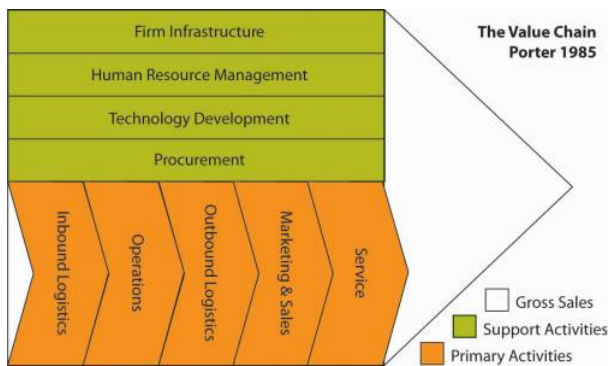 Firm Infrastructure
The Value Chain
Porter 1985
Human Resource Management
Technology Development
Procurement
Inbound Logistics
Operations
Outbound Logistics
Marketing & Sales
Service
Gross Sales
Support Activities
Primary Activities